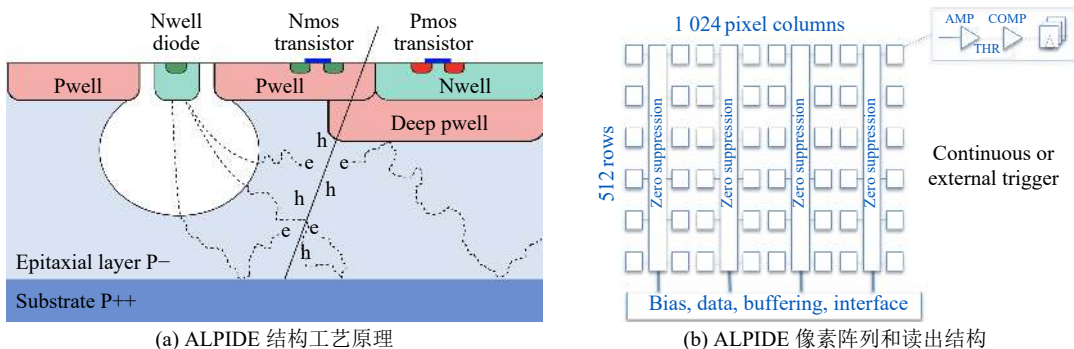 Nwell
diode
Nmos
transistor
Pmos
transistor
Pwell
Pwell
Nwell
Deep pwell
h
e
e
h
h
e
e
h
Epitaxial layer P−
Substrate P++
(a) ALPIDE 结构工艺原理
1 024 pixel columns
AMP
COMP
THR
512 rows
Zero suppression
Zero suppression
Zero suppression
Zero suppression
Continuous or
external trigger
Bias, data, buffering, interface
(b) ALPIDE 像素阵列和读出结构